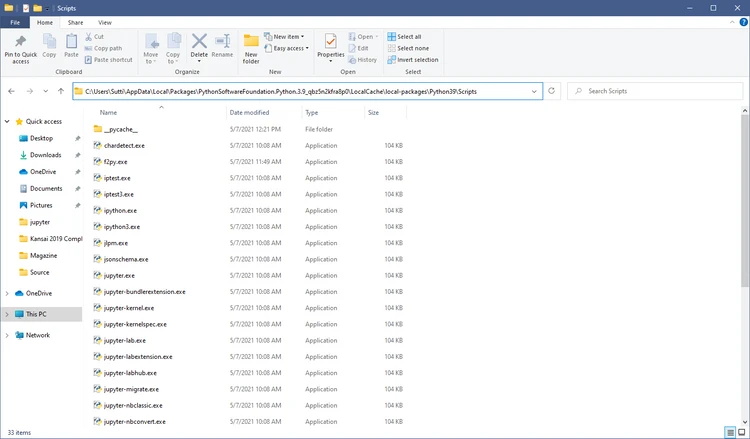 Scripts
File Home Share View
Pin to Quick access
Copy
Paste
Cut
Copy path
Paste shortcut
Clipboard
Move to
Copy to
Delete
Rename
Organize
New folder
New item
Easy access
New
Properties
Open
Edit
History
Open
Select all
Select none
Invert selection
Select
C:\Users\Sutti\AppData\Local\Packages\PythonSoftwareFoundation.Python.3.9_qbz5n2kfra8p0\LocalCache\local-packages\Python39\Scripts
Search Scripts
Name Date modified Type Size
Quick access
Desktop
Downloads
OneDrive
Documents
Pictures
jupyter
Kansai 2019 Compl
Magazine
Source
OneDrive
This PC
Network
__pycache__ 5/7/2021 12:21 PM File folder
chardetect.exe 5/7/2021 10:08 AM Application 104 KB
f2py.exe 5/7/2021 11:49 AM Application 104 KB
iptest.exe 5/7/2021 10:08 AM Application 104 KB
iptest3.exe 5/7/2021 10:08 AM Application 104 KB
ipython.exe 5/7/2021 10:08 AM Application 104 KB
ipython3.exe 5/7/2021 10:08 AM Application 104 KB
jlpm.exe 5/7/2021 10:08 AM Application 104 KB
jsonschema.exe 5/7/2021 10:08 AM Application 104 KB
jupyter.exe 5/7/2021 10:08 AM Application 104 KB
jupyter-bundlerextension.exe 5/7/2021 10:08 AM Application 104 KB
jupyter-kernel.exe 5/7/2021 10:08 AM Application 104 KB
jupyter-kernelspec.exe 5/7/2021 10:08 AM Application 104 KB
jupyter-lab.exe 5/7/2021 10:08 AM Application 104 KB
jupyter-labextension.exe 5/7/2021 10:08 AM Application 104 KB
jupyter-labhub.exe 5/7/2021 10:08 AM Application 104 KB
jupyter-migrate.exe 5/7/2021 10:08 AM Application 104 KB
jupyter-nbclassic.exe 5/7/2021 10:08 AM Application 104 KB
jupyter-nbconvert.exe 5/7/2021 10:08 AM Application 104 KB
33 items